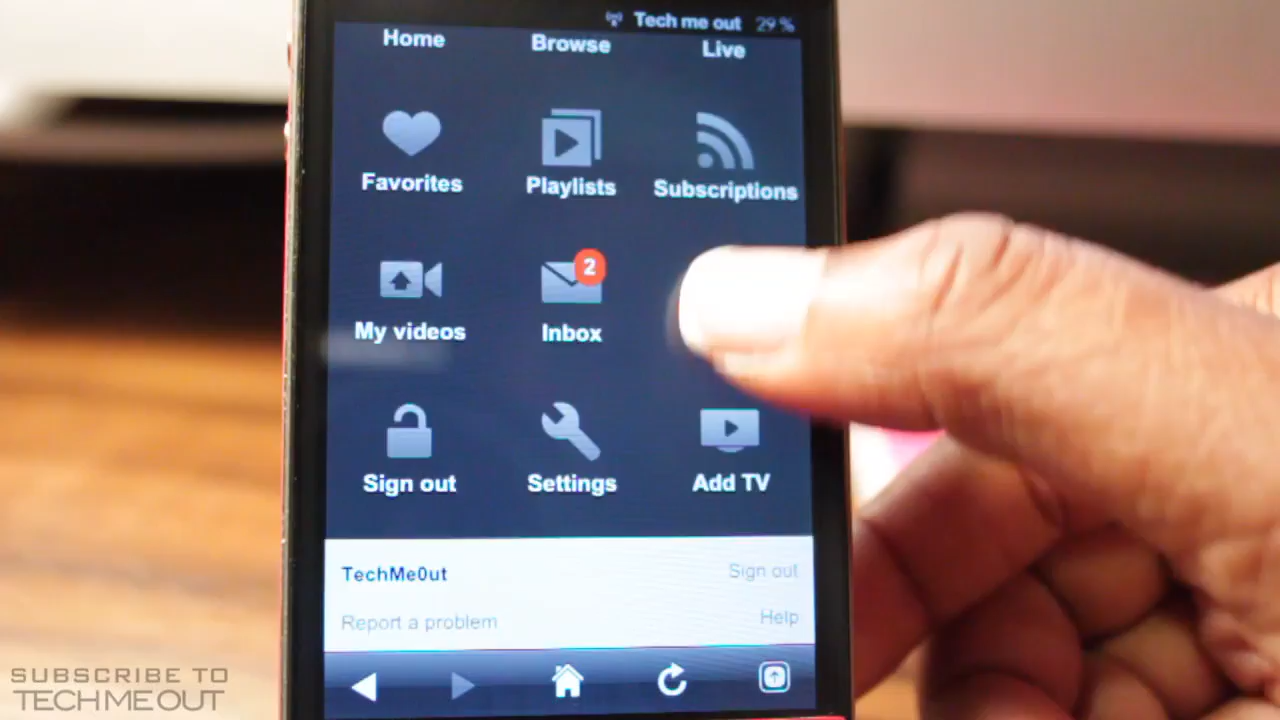 Tech me out 29 %
Home Browse Live
Favorites Playlists Subscriptions
2
My videos Inbox
Sign out Settings Add TV
TechMe0ut Sign out
Report a problem Help
SUBSCRIBE TO
TECHMEOUT